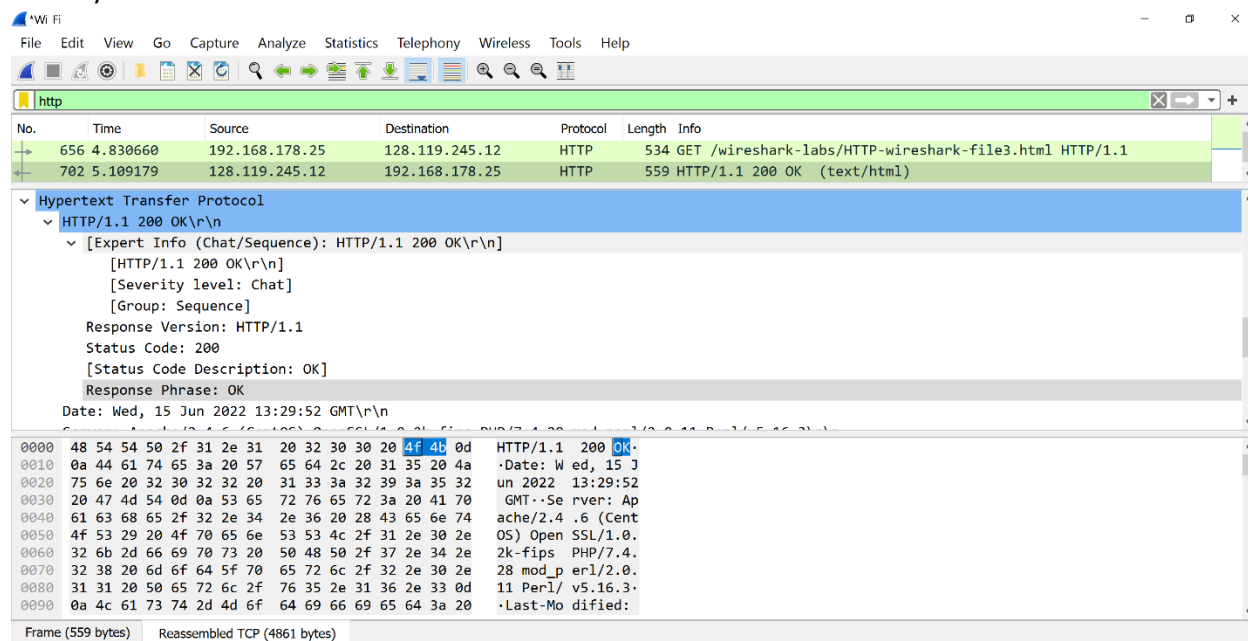 *Wi Fi
File Edit View Go Capture Analyze Statistics Telephony Wireless Tools Help
http
No. Time Source Destination Protocol Length Info
656 4.830660 192.168.178.25 128.119.245.12 HTTP 534 GET /wireshark-labs/HTTP-wireshark-file3.html HTTP/1.1
702 5.109179 128.119.245.12 192.168.178.25 HTTP 559 HTTP/1.1 200 OK (text/html)
Hypertext Transfer Protocol
HTTP/1.1 200 OK\r\n
[Expert Info (Chat/Sequence): HTTP/1.1 200 OK\r\n]
[HTTP/1.1 200 OK\r\n]
[Severity level: Chat]
[Group: Sequence]
Response Version: HTTP/1.1
Status Code: 200
[Status Code Description: OK]
Response Phrase: OK
Date: Wed, 15 Jun 2022 13:29:52 GMT\r\n
0000 48 54 54 50 2f 31 2e 31 20 32 30 30 20 4f 4b 0d HTTP/1.1 200 OK·
0010 0a 44 61 74 65 3a 20 57 65 64 2c 20 31 35 20 4a ·Date: W ed, 15 J
0020 75 6e 20 32 30 32 32 20 31 33 3a 32 39 3a 35 32 un 2022 13:29:52
0030 20 47 4d 54 0d 0a 53 65 72 76 65 72 3a 20 41 70 GMT··Se rver: Ap
0040 61 63 68 65 2f 32 2e 34 2e 36 20 28 43 65 6e 74 ache/2.4 .6 (Cent
0050 4f 53 29 20 4f 70 65 6e 53 53 4c 2f 31 2e 30 2e OS) Open SSL/1.0.
0060 32 6b 2d 66 69 70 73 20 50 48 50 2f 37 2e 34 2e 2k-fips PHP/7.4.
0070 32 38 20 6d 6f 64 5f 70 65 72 6c 2f 32 2e 30 2e 28 mod_p erl/2.0.
0080 31 31 20 50 65 72 6c 2f 76 35 2e 31 36 2e 33 0d 11 Perl/ v5.16.3·
0090 0a 4c 61 73 74 2d 4d 6f 64 69 66 69 65 64 3a 20 ·Last-Mo dified:
Frame (559 bytes) Reassembled TCP (4861 bytes)